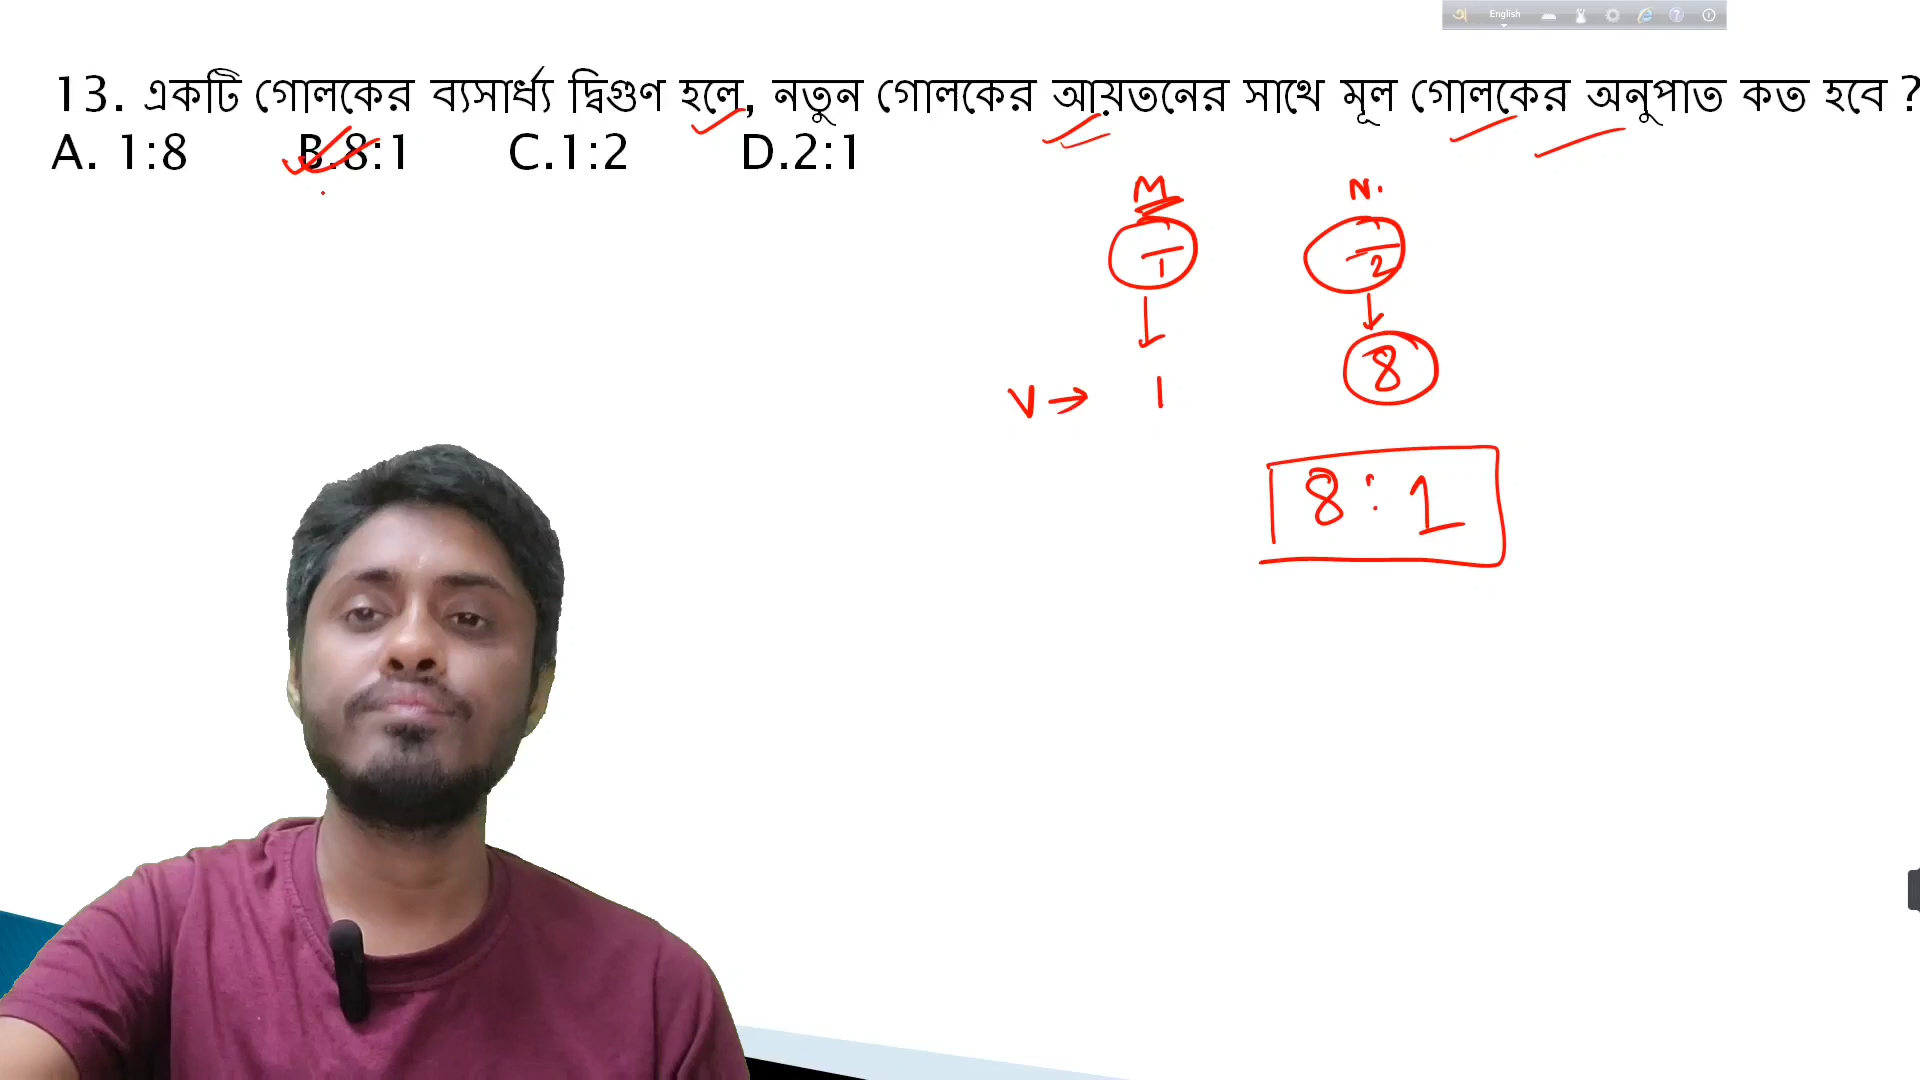 English
13. একটি গোলকের ব্যসার্ধ্য দ্বিগুণ হলে, নতুন গোলকের আয়তনের সাথে মূল গোলকের অনুপাত কত হবে ?
A. 1:8 B.8:1 C.1:2 D.2:1
M N.
1 2
V → 1 8
8:1